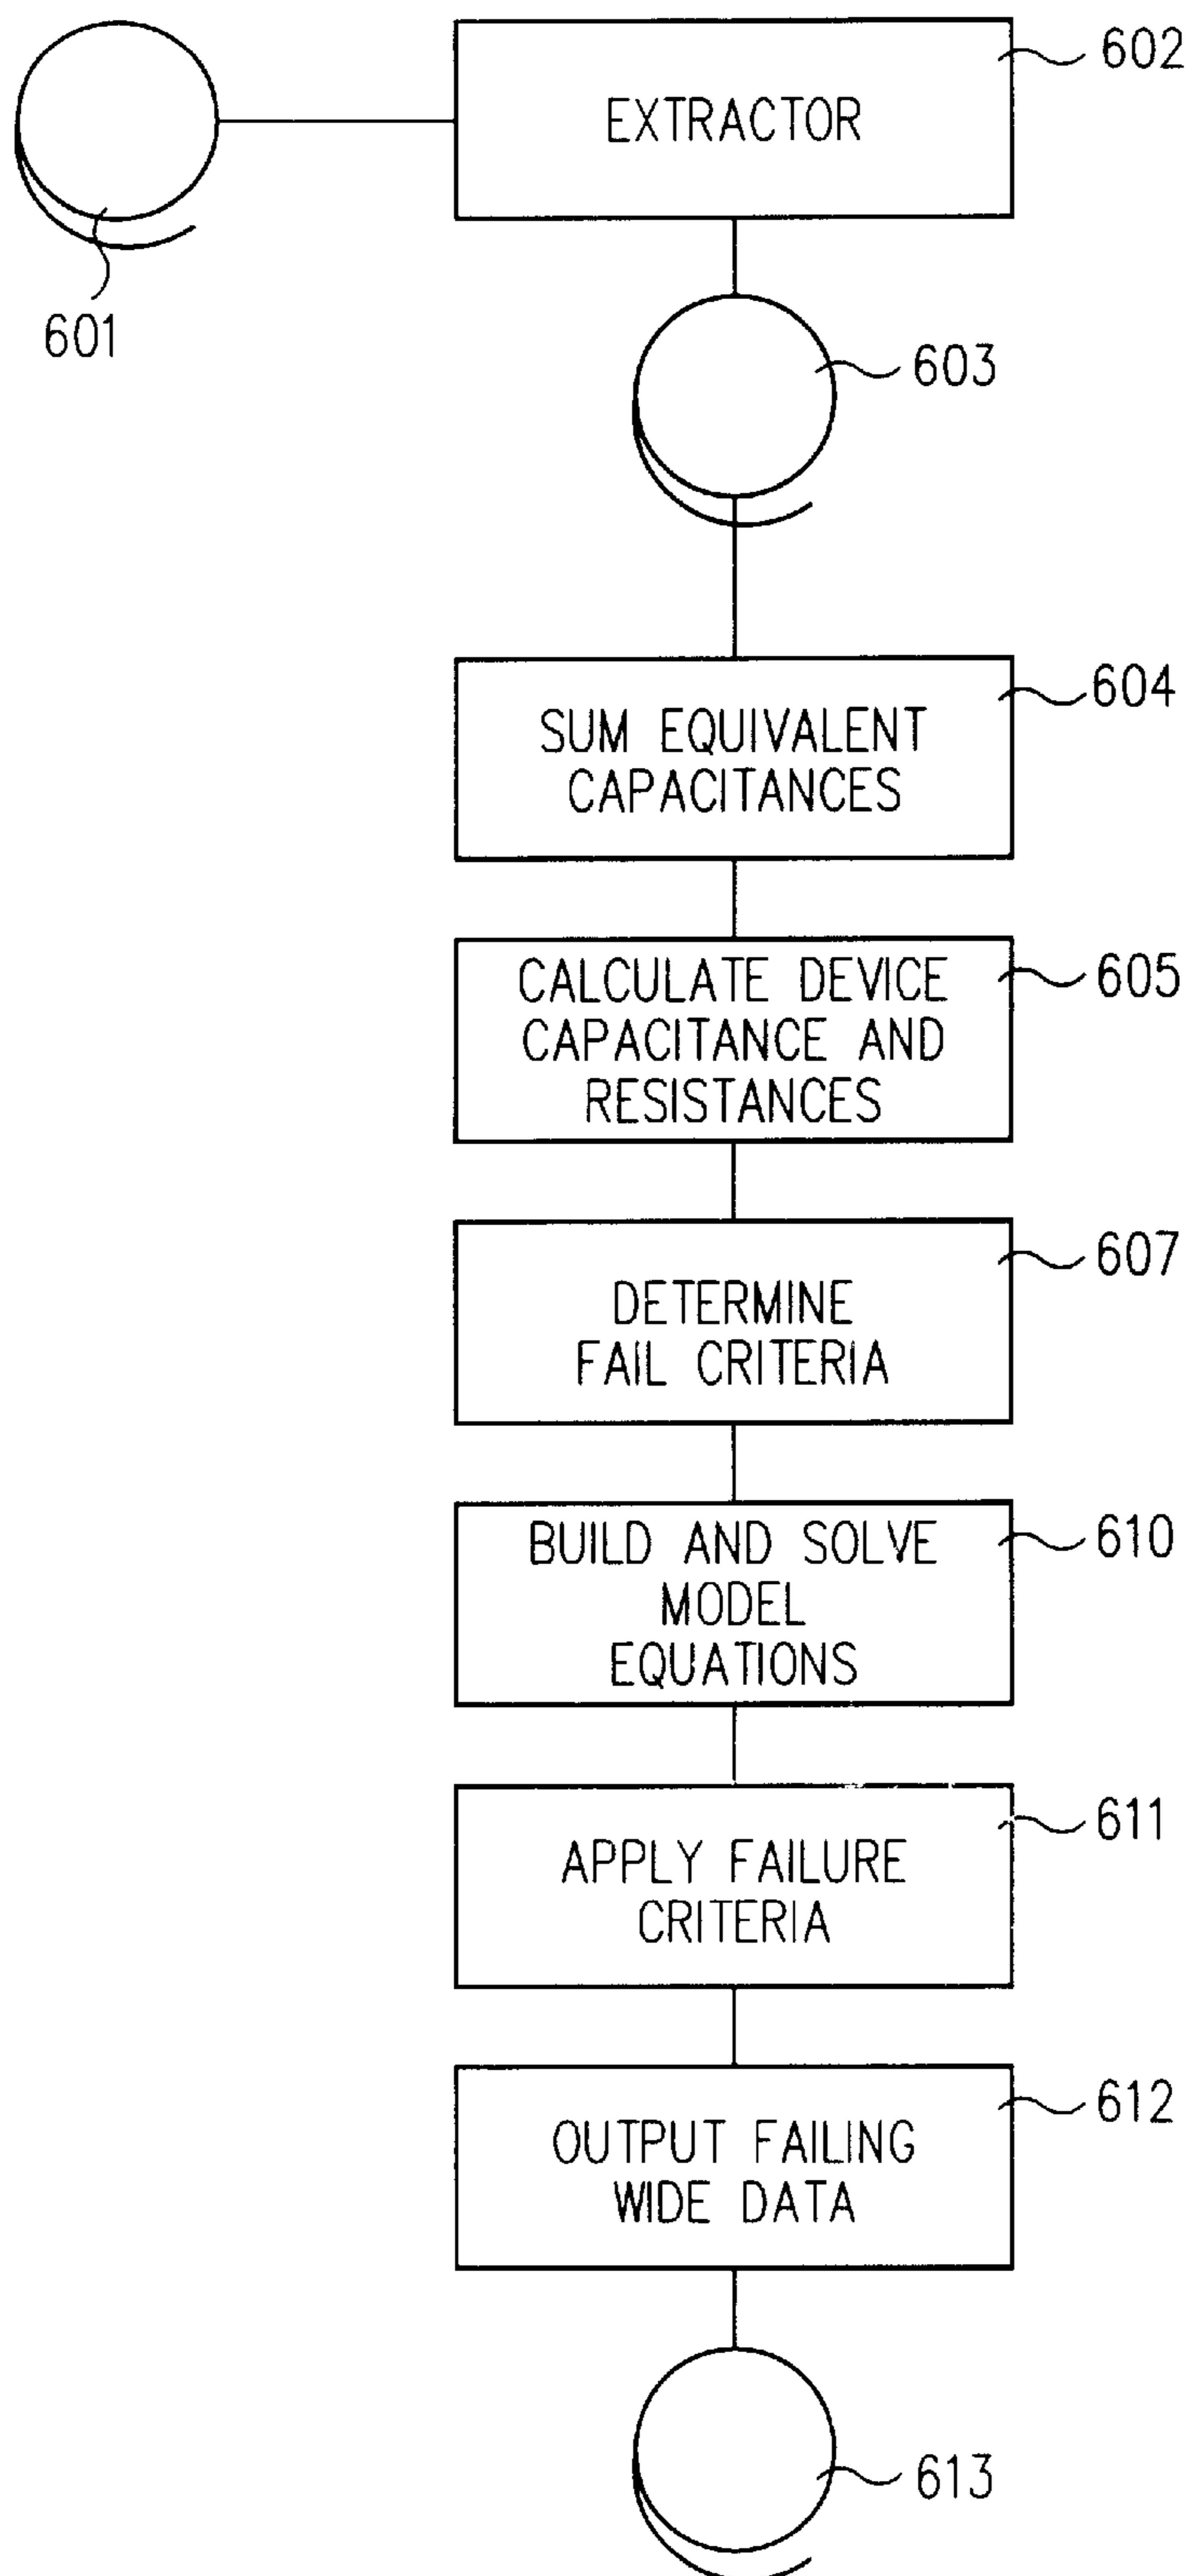 602
EXTRACTOR
601
603
604
SUM EQUIVALENT
CAPACITANCES
605
CALCULATE DEVICE
CAPACITANCE AND
RESISTANCES
607
DETERMINE
FAIL CRITERIA
610
BUILD AND SOLVE
MODEL
EQUATIONS
611
APPLY FAILURE
CRITERIA
612
OUTPUT FAILING
WIDE DATA
613